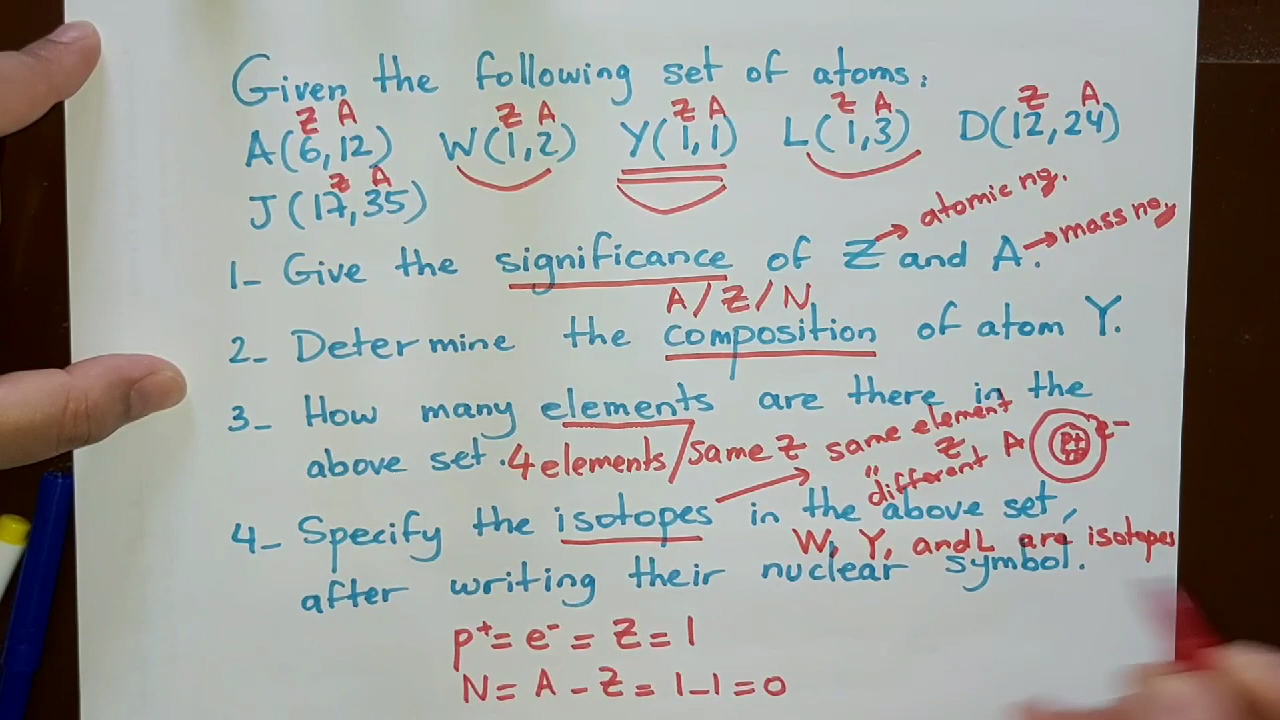 Given the following set of atoms:
Z A Z A Z A Z A Z A
A(6,12) W(1,2) Y(1,1) L(1,3) D(12,24)
Z A
J(17,35)
→ atomic no.
1- Give the significance of Z and A. → mass no,
A/Z/N
2- Determine the composition of atom Y.
3- How many elements are there in the
above set. 4 elements/same Z → same element
" Z
different A
p+ e-
4- Specify the isotopes in the above set,
W, Y, and L are isotopes
after writing their nuclear symbol.
p+ = e- = Z = 1
N = A - Z = 1-1 = 0